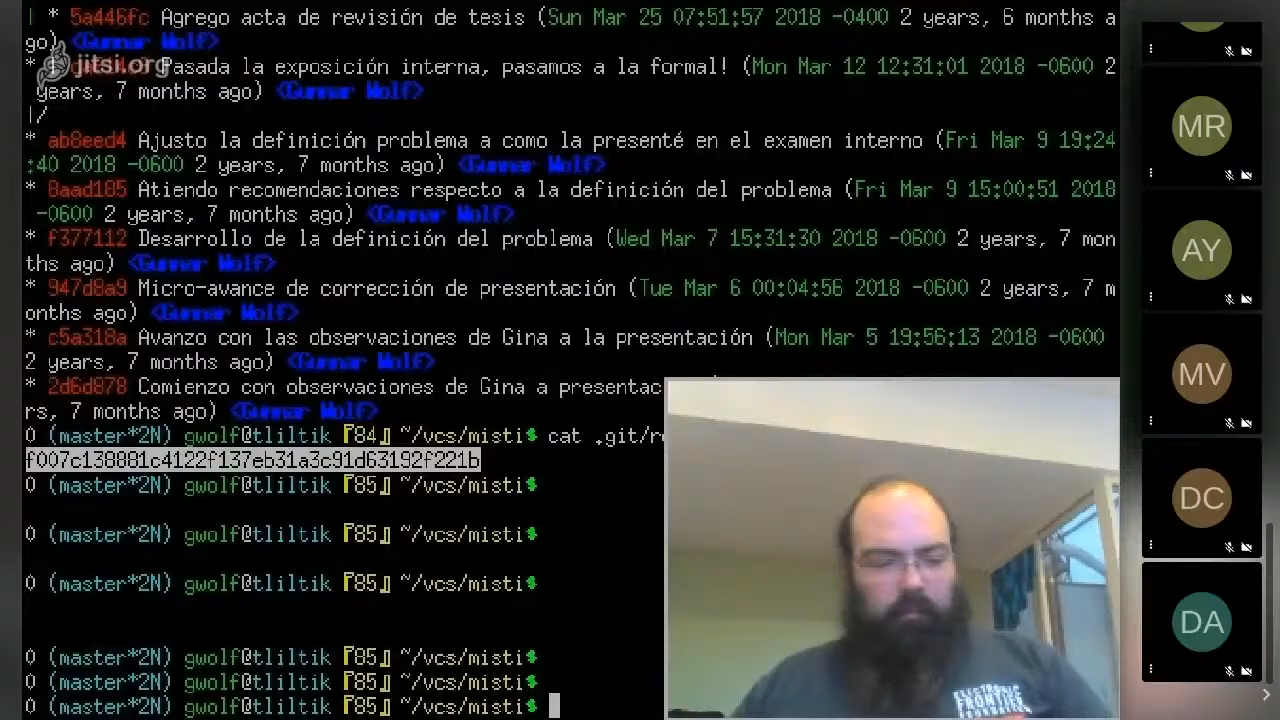 | * 5a446fc Agrego acta de revisión de tesis (Sun Mar 25 07:51:57 2018 -0400 2 years, 6 months a
go) <Gunnar Wolf>
jitsi.org
Pasada la exposición interna, pasamos a la formal! (Mon Mar 12 12:31:01 2018 -0600 2
years, 7 months ago) <Gunnar Wolf>
|/
* ab8eed4 Ajusto la definición problema a como la presenté en el examen interno (Fri Mar 9 19:24
:40 2018 -0600 2 years, 7 months ago) <Gunnar Wolf>
* 8aad185 Atiendo recomendaciones respecto a la definición del problema (Fri Mar 9 15:00:51 2018
-0600 2 years, 7 months ago) <Gunnar Wolf>
* f377112 Desarrollo de la definición del problema (Wed Mar 7 15:31:30 2018 -0600 2 years, 7 mon
ths ago) <Gunnar Wolf>
* 947d8a9 Micro-avance de corrección de presentación (Tue Mar 6 00:04:56 2018 -0600 2 years, 7 m
onths ago) <Gunnar Wolf>
* c5a318a Avanzo con las observaciones de Gina a la presentación (Mon Mar 5 19:56:13 2018 -0600
2 years, 7 months ago) <Gunnar Wolf>
* 2d6d878 Comienzo con observaciones de Gina a presentac
rs, 7 months ago) <Gunnar Wolf>
0 (master*2N) gwolf@tliltik『84』~/vcs/misti$ cat .git/re
f007c138881c4122f137eb31a3c91d63192f221b
0 (master*2N) gwolf@tliltik『85』~/vcs/misti$
0 (master*2N) gwolf@tliltik『85』~/vcs/misti$
0 (master*2N) gwolf@tliltik『85』~/vcs/misti$
0 (master*2N) gwolf@tliltik『85』~/vcs/misti$
0 (master*2N) gwolf@tliltik『85』~/vcs/misti$
0 (master*2N) gwolf@tliltik『85』~/vcs/misti$
ELECTRONIC
FRONTIER
FOUNDATION
MR
AY
MV
DC
DA